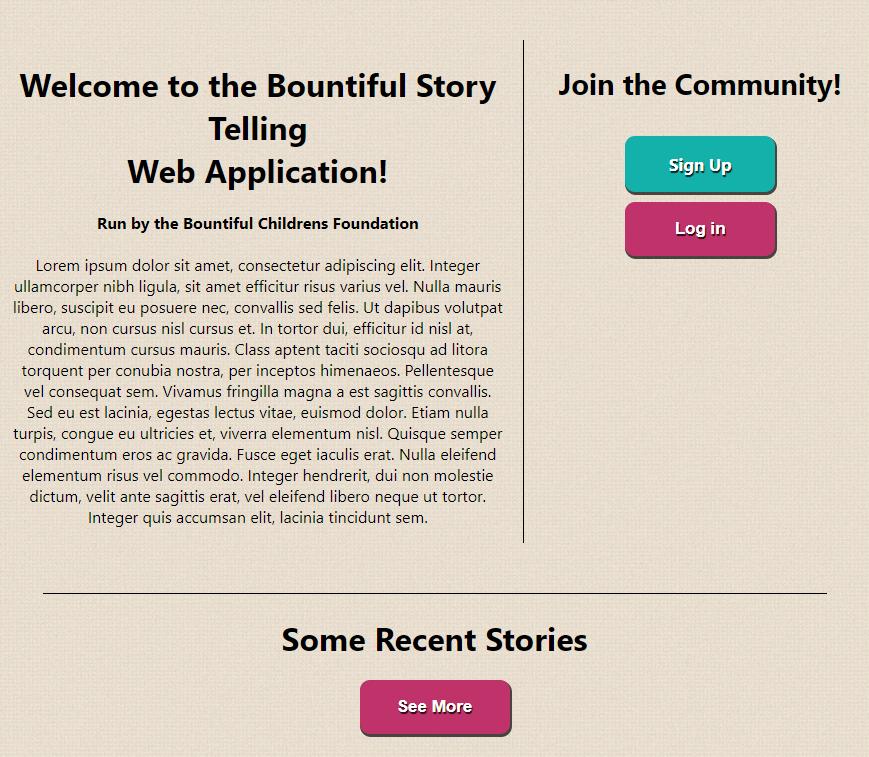 Welcome to the Bountiful Story
Telling
Web Application!
Run by the Bountiful Childrens Foundation
Lorem ipsum dolor sit amet, consectetur adipiscing elit. Integer
ullamcorper nibh ligula, sit amet efficitur risus varius vel. Nulla mauris
libero, suscipit eu posuere nec, convallis sed felis. Ut dapibus volutpat
arcu, non cursus nisl cursus et. In tortor dui, efficitur id nisl at,
condimentum cursus mauris. Class aptent taciti sociosqu ad litora
torquent per conubia nostra, per inceptos himenaeos. Pellentesque
vel consequat sem. Vivamus fringilla magna a est sagittis convallis.
Sed eu est lacinia, egestas lectus vitae, euismod dolor. Etiam nulla
turpis, congue eu ultricies et, viverra elementum nisl. Quisque semper
condimentum eros ac gravida. Fusce eget iaculis erat. Nulla eleifend
elementum risus vel commodo. Integer hendrerit, dui non molestie
dictum, velit ante sagittis erat, vel eleifend libero neque ut tortor.
Integer quis accumsan elit, lacinia tincidunt sem.
Join the Community!
Sign Up
Log in
Some Recent Stories
See More